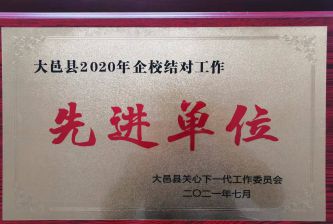 大邑县2020年企校结对工作
先进单位
大邑县关心下一代工作委员会
二〇二一年七月